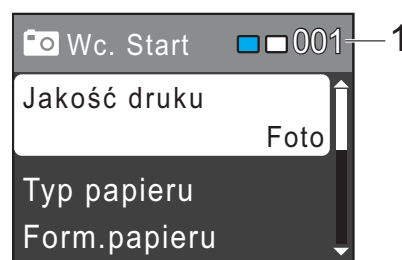 Wc. Start 001 1
Jakość druku
Foto
Typ papieru
Form.papieru